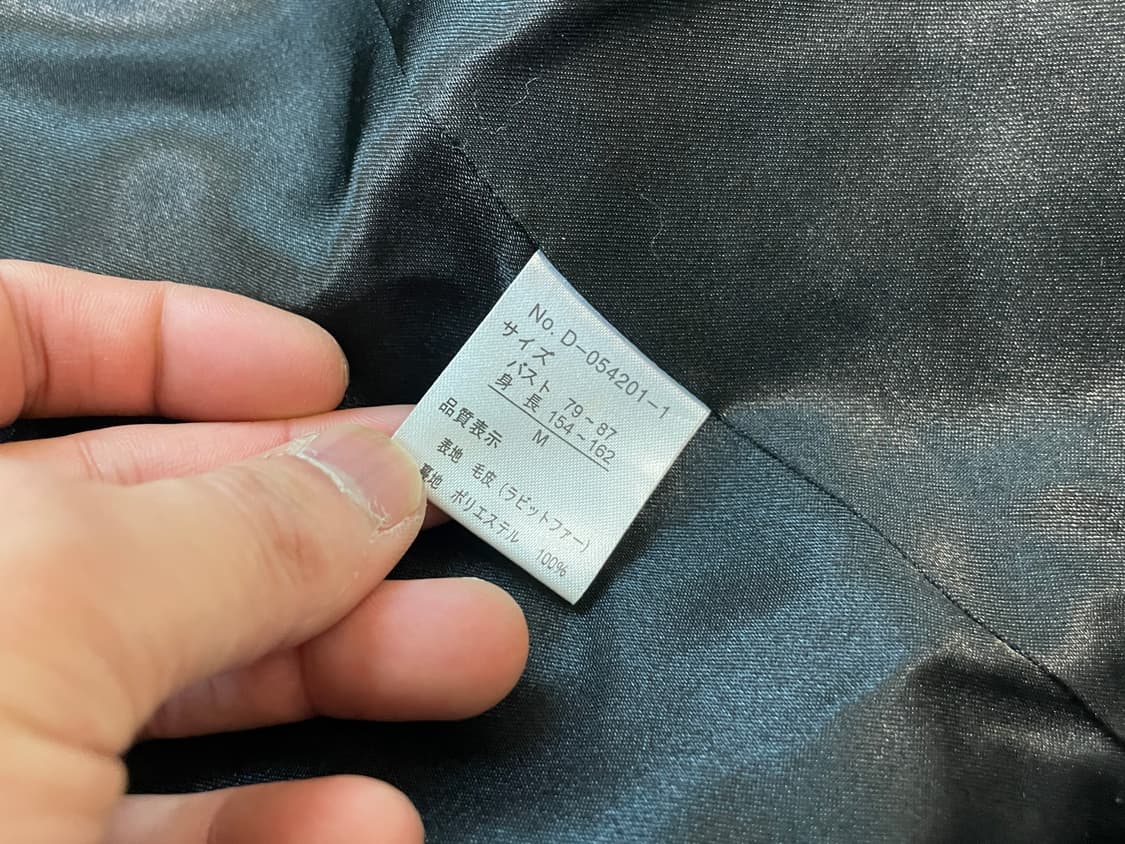 No. D-054201-1
サイズ
バスト 79~87
身長 154~162
M
品質表示
表地 毛皮(ラビットファー)
裏地 ポリエステル 100%